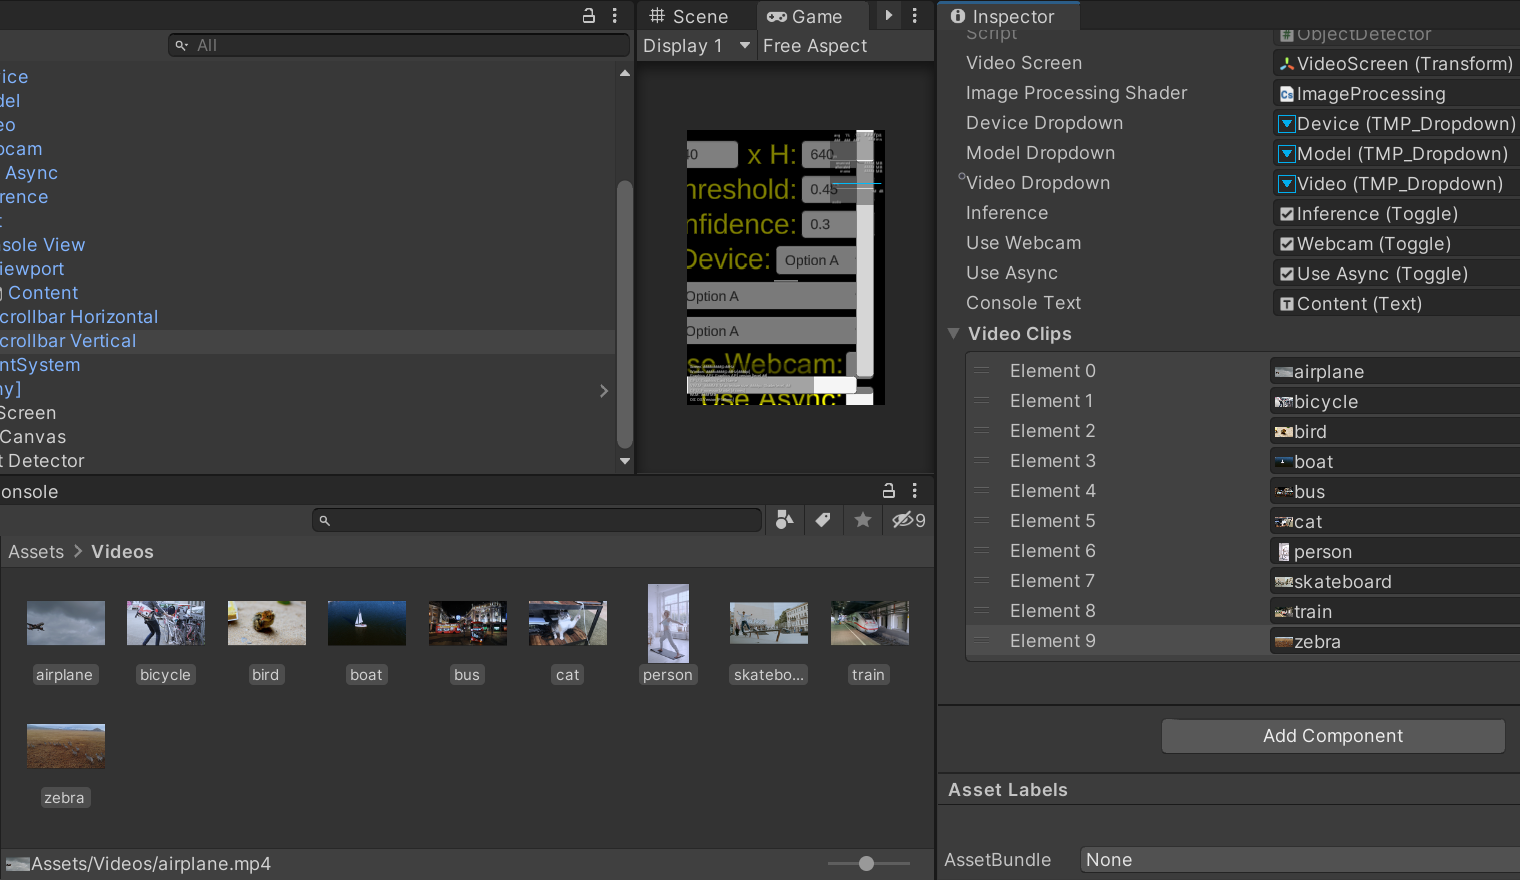 All
ice
del
eo
bcam
Async
rence
t
nsole View
iewport
Content
crollbar Horizontal
crollbar Vertical
ntSystem
ny]
Screen
Canvas
t Detector
Scene
Game
Display 1
Free Aspect
40 x H: 640
hreshold: 0.45
nfidence: 0.3
Device: Option A
Option A
Option A
se Webcam:
Use Async:
onsole
9
Assets > Videos
airplane
bicycle
bird
boat
bus
cat
person
skatebo...
train
zebra
Assets/Videos/airplane.mp4
Inspector
Script ObjectDetector
Video Screen VideoScreen (Transform)
Image Processing Shader ImageProcessing
Device Dropdown Device (TMP_Dropdown)
Model Dropdown Model (TMP_Dropdown)
Video Dropdown Video (TMP_Dropdown)
Inference Inference (Toggle)
Use Webcam Webcam (Toggle)
Use Async Use Async (Toggle)
Console Text Content (Text)
Video Clips
Element 0 airplane
Element 1 bicycle
Element 2 bird
Element 3 boat
Element 4 bus
Element 5 cat
Element 6 person
Element 7 skateboard
Element 8 train
Element 9 zebra
Add Component
Asset Labels
AssetBundle None